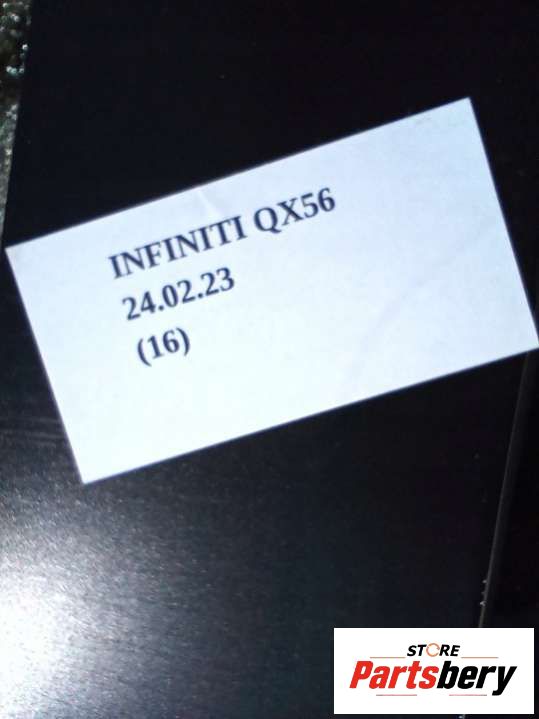 INFINITI QX56
24.02.23
(16)
STORE
Partsbery